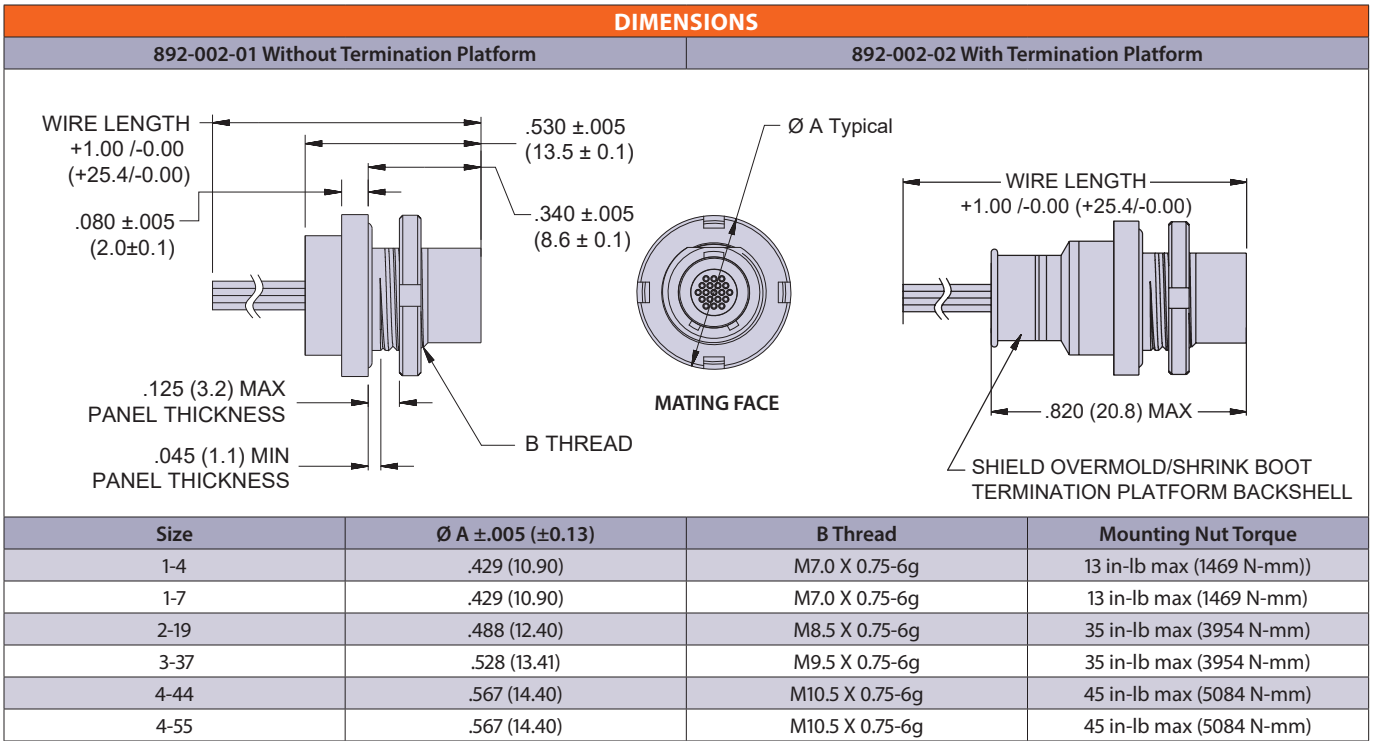 DIMENSIONS
892-002-01 Without Termination Platform
892-002-02 With Termination Platform
WIRE LENGTH
+1.00 /-0.00
(+25.4/-0.00)
.530 ±.005
(13.5 ± 0.1)
.080 ±.005
(2.0±0.1)
.340 ±.005
(8.6 ± 0.1)
.125 (3.2) MAX
PANEL THICKNESS
.045 (1.1) MIN
PANEL THICKNESS
B THREAD
Ø A Typical
MATING FACE
WIRE LENGTH
+1.00 /-0.00 (+25.4/-0.00)
.820 (20.8) MAX
SHIELD OVERMOLD/SHRINK BOOT
TERMINATION PLATFORM BACKSHELL
Size Ø A ±.005 (±0.13) B Thread Mounting Nut Torque
1-4 .429 (10.90) M7.0 X 0.75-6g 13 in-lb max (1469 N-mm))
1-7 .429 (10.90) M7.0 X 0.75-6g 13 in-lb max (1469 N-mm)
2-19 .488 (12.40) M8.5 X 0.75-6g 35 in-lb max (3954 N-mm)
3-37 .528 (13.41) M9.5 X 0.75-6g 35 in-lb max (3954 N-mm)
4-44 .567 (14.40) M10.5 X 0.75-6g 45 in-lb max (5084 N-mm)
4-55 .567 (14.40) M10.5 X 0.75-6g 45 in-lb max (5084 N-mm)